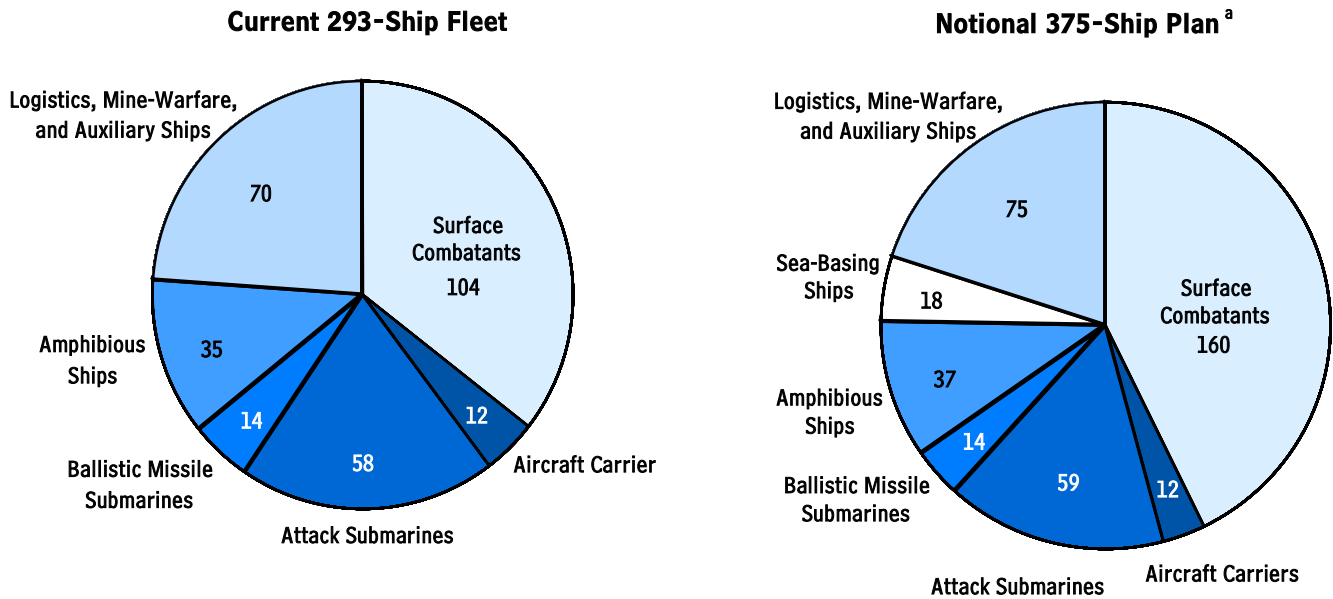 Current 293-Ship Fleet
Logistics, Mine-Warfare,
and Auxiliary Ships
70
Surface
Combatants
104
Amphibious
Ships
35
12
14
Aircraft Carrier
Ballistic Missile
Submarines
58
Attack Submarines
Notional 375-Ship Plan a
Logistics, Mine-Warfare,
and Auxiliary Ships
75
Sea-Basing
Ships
18
Surface
Combatants
160
37
Amphibious
Ships
14
Ballistic Missile
Submarines
59
12
Aircraft Carriers
Attack Submarines